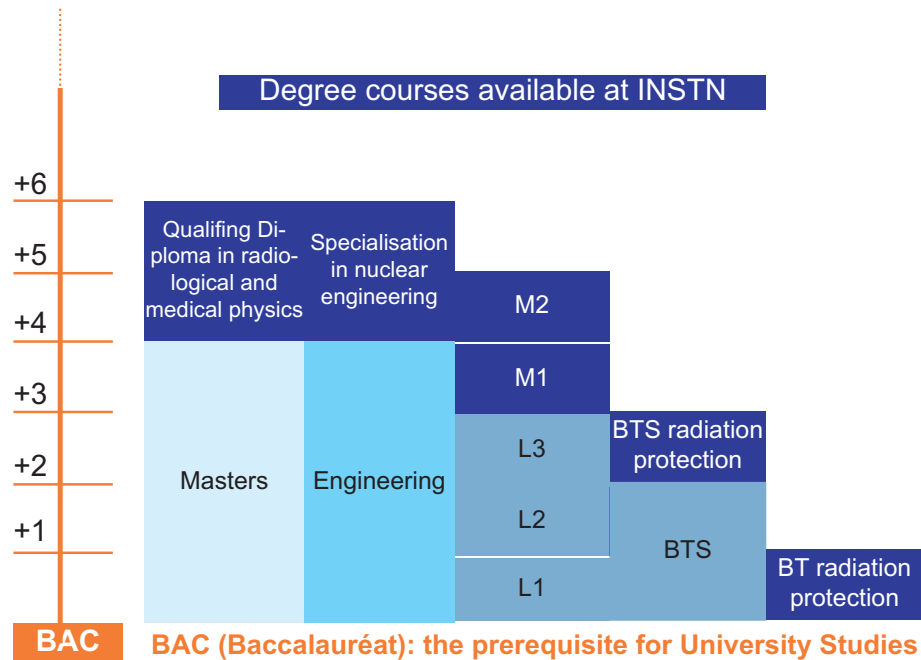 Degree courses available at INSTN
+6
+5
+4
+3
+2
+1
Qualifing Di-
ploma in radio-
ological and
medical physics
Specialisation
in nuclear
engineering
M2
M1
L3
L2
L1
Masters
Engineering
BTS radiation
protection
BTS
BT radiation
protection
BAC
BAC (Baccalauréat): the prerequisite for University Studies